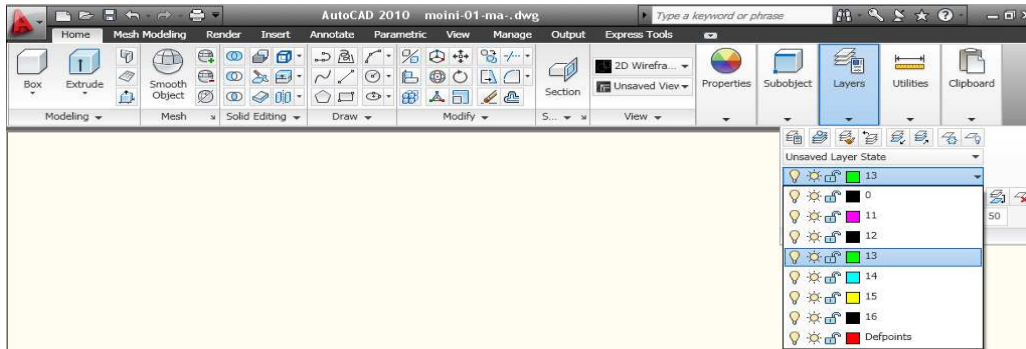 AutoCAD 2010 moini-01-ma-.dwg
Type a keyword or phrase
Home Mesh Modeling Render Insert Annotate Parametric View Manage Output Express Tools
Box Extrude Smooth Object Section 2D Wirefra... Unsaved View Properties Subobject Layers Utilities Clipboard
Modeling Mesh Solid Editing Draw Modify S... View
Unsaved Layer State
13
0
11
50
12
13
14
15
16
Defpoints